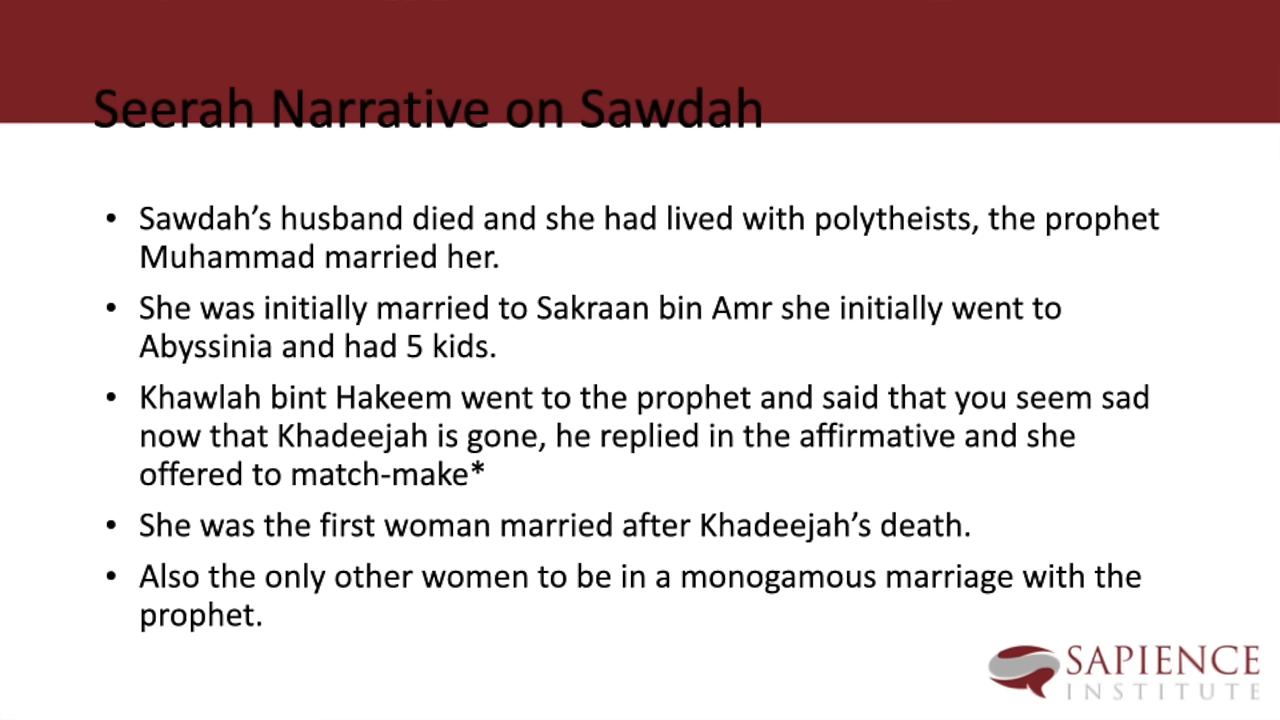 Seerah Narrative on Sawdah
• Sawdah’s husband died and she had lived with polytheists, the prophet
Muhammad married her.
• She was initially married to Sakraan bin Amr she initially went to
Abyssinia and had 5 kids.
• Khawlah bint Hakeem went to the prophet and said that you seem sad
now that Khadeejah is gone, he replied in the affirmative and she
offered to match-make*
• She was the first woman married after Khadeejah’s death.
• Also the only other women to be in a monogamous marriage with the
prophet.
SAPIENCE
INSTITUTE